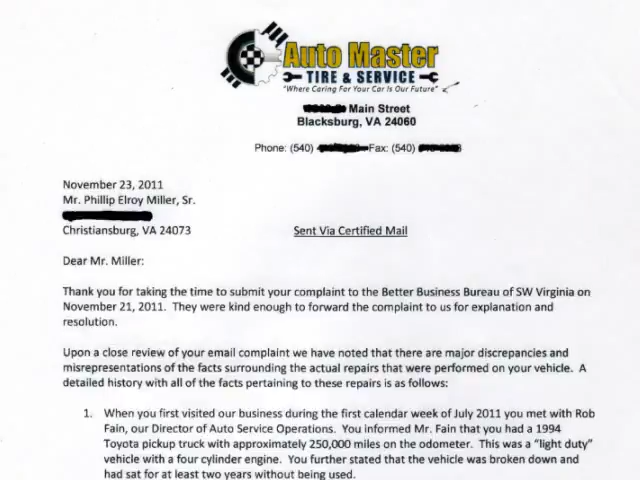 Auto Master
TIRE & SERVICE
"Where Caring For Your Car Is Our Future"
Main Street
Blacksburg, VA 24060
Phone: (540) Fax: (540)
November 23, 2011
Mr. Phillip Elroy Miller, Sr.
Christiansburg, VA 24073 Sent Via Certified Mail
Dear Mr. Miller:
Thank you for taking the time to submit your complaint to the Better Business Bureau of SW Virginia on
November 21, 2011. They were kind enough to forward the complaint to us for explanation and
resolution.
Upon a close review of your email complaint we have noted that there are major discrepancies and
misrepresentations of the facts surrounding the actual repairs that were performed on your vehicle. A
detailed history with all of the facts pertaining to these repairs is as follows:
1. When you first visited our business during the first calendar week of July 2011 you met with Rob
Fain, our Director of Auto Service Operations. You informed Mr. Fain that you had a 1994
Toyota pickup truck with approximately 250,000 miles on the odometer. This was a "light duty"
vehicle with a four cylinder engine. You further stated that the vehicle was broken down and
had sat for at least two years without being used.